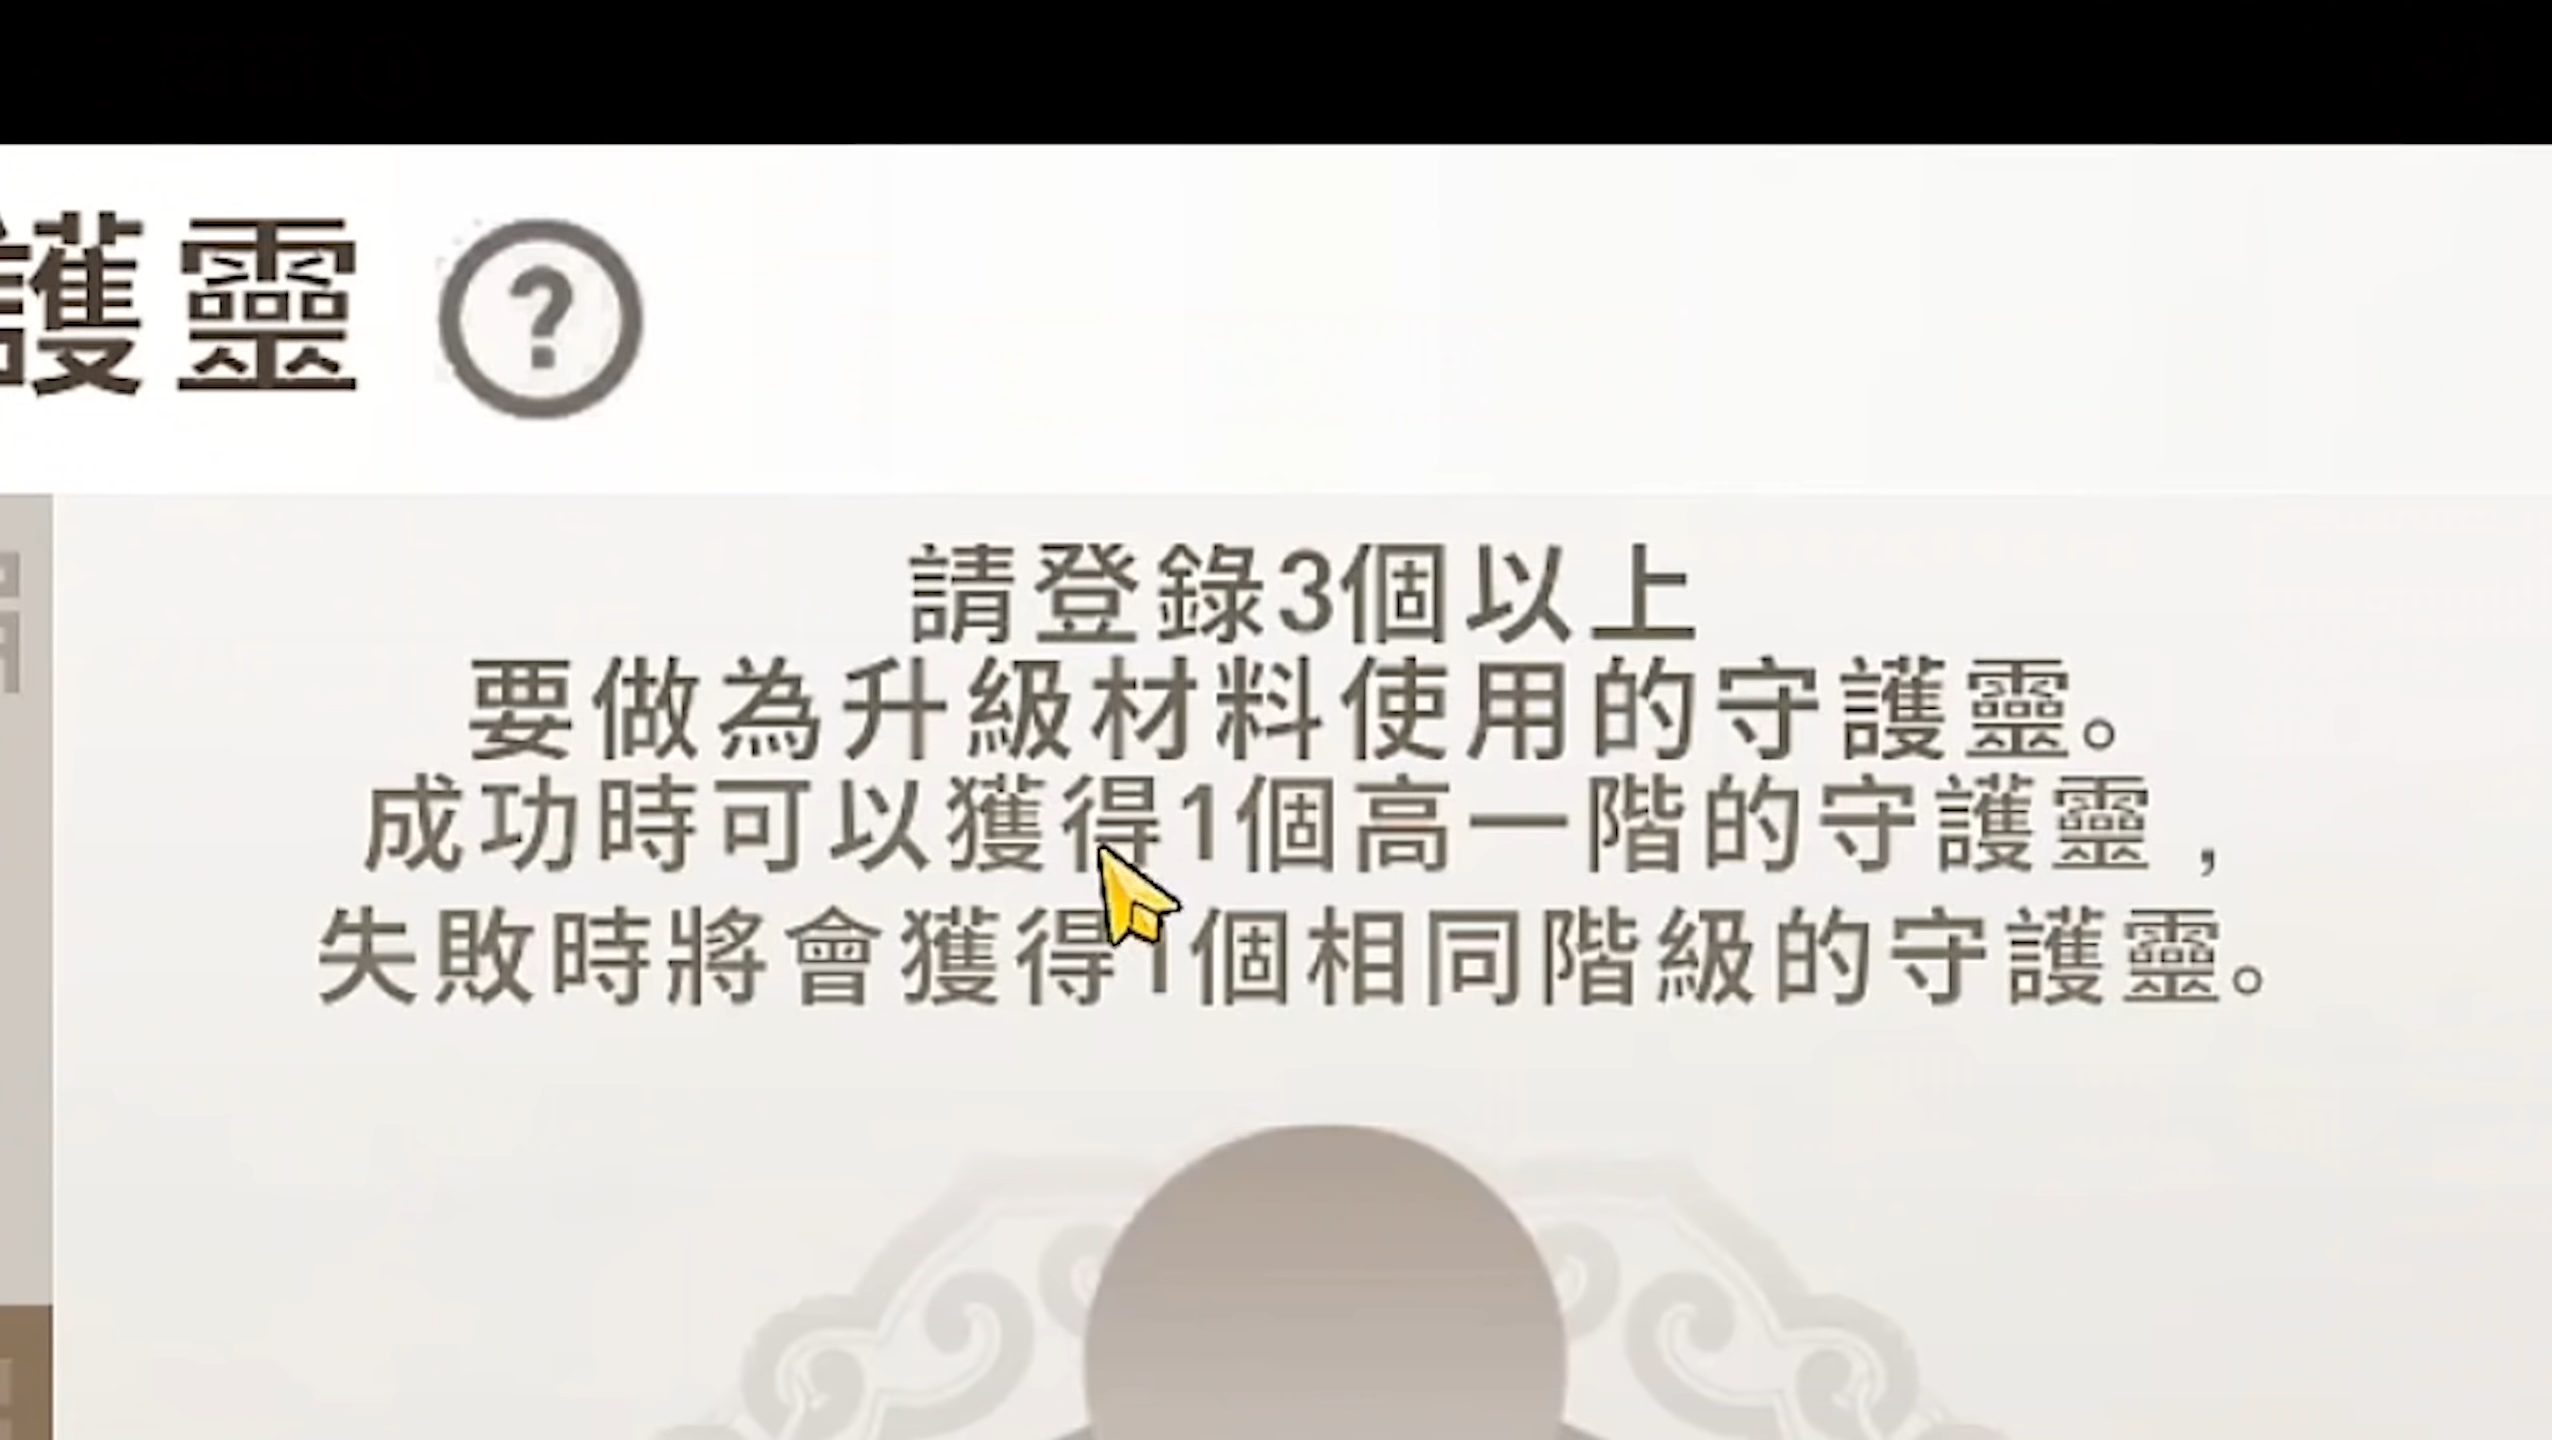 護靈 ?
請登錄3個以上
要做為升級材料使用的守護靈。
成功時可以獲得1個高一階的守護靈，
失敗時將會獲得1個相同階級的守護靈。